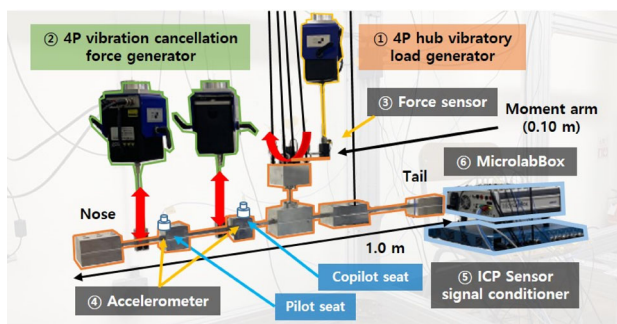 ② 4P vibration cancellation
force generator
① 4P hub vibratory
load generator
③ Force sensor
Moment arm
(0.10 m)
⑥ MicrolabBox
Tail
Nose
1.0 m
Copilot seat
④ Accelerometer
Pilot seat
⑤ ICP Sensor
signal conditioner